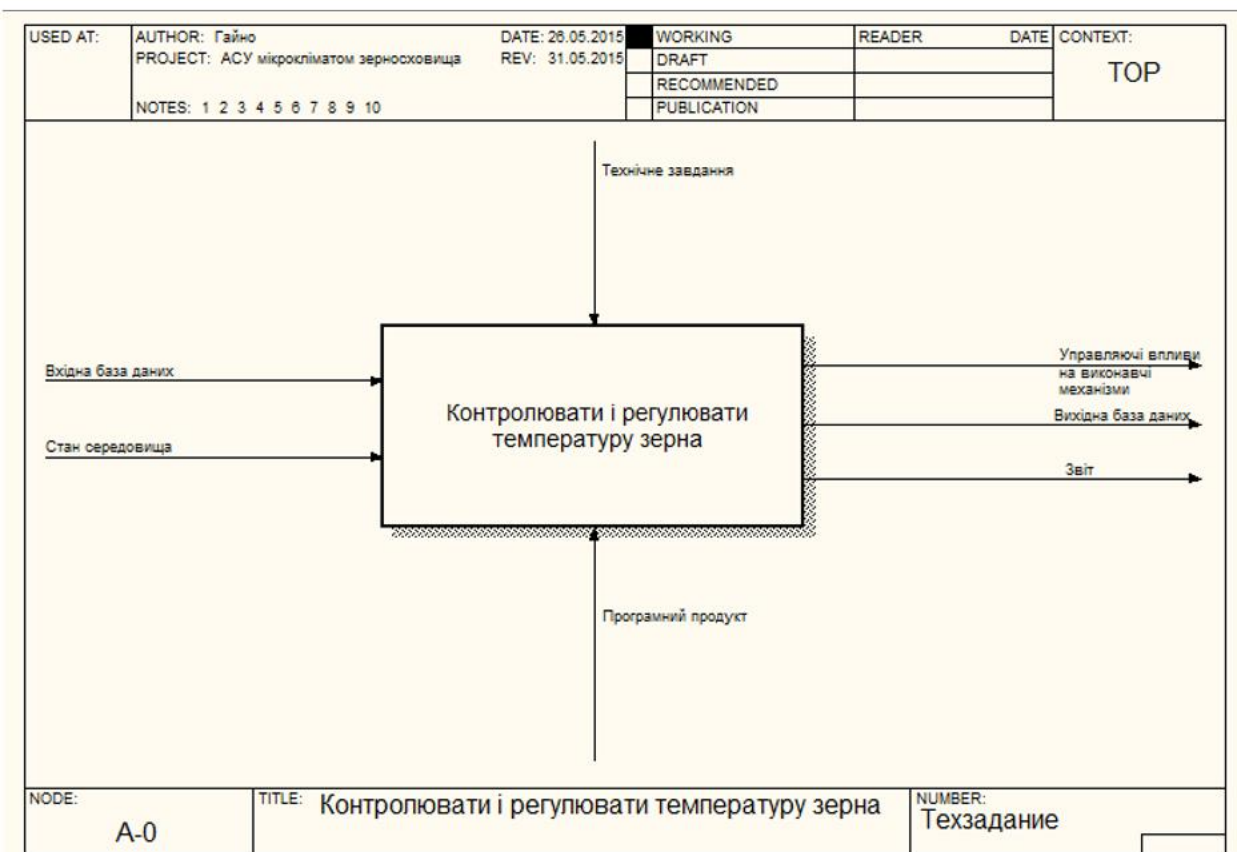 USED AT:
AUTHOR: Гайно
DATE: 26.05.2015
WORKING
READER
DATE
CONTEXT:
PROJECT: АСУ мікрокліматом зерносховища
REV: 31.05.2015
DRAFT
TOP
RECOMMENDED
NOTES: 1 2 3 4 5 6 7 8 9 10
PUBLICATION
Технічне завдання
Вхідна база даних
Стан середовища
Контролювати і регулювати
температуру зерна
Управляючі впливи
на виконавчі
механізми
Вихідна база даних
Звіт
Програмний продукт
NODE:
A-0
TITLE:
Контролювати і регулювати температуру зерна
NUMBER:
Техзадание